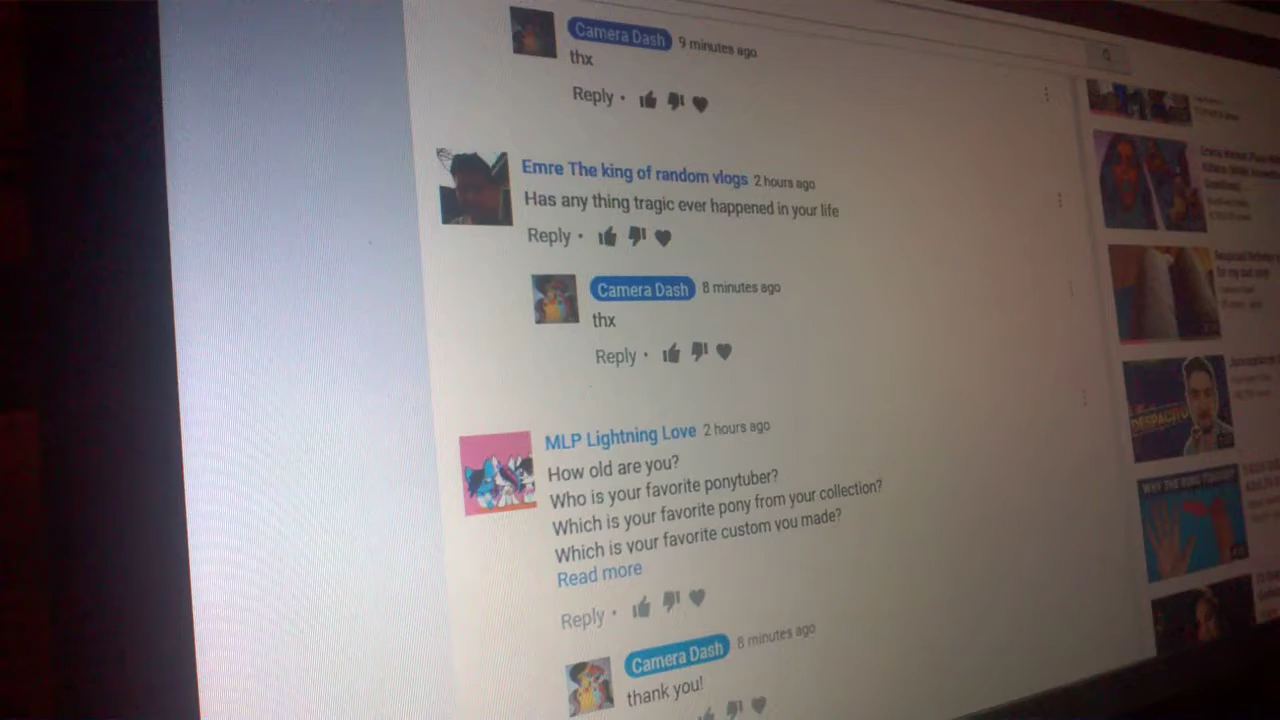 Camera Dash 9 minutes ago
thx
Reply
Emre The king of random vlogs 2 hours ago
Has any thing tragic ever happened in your life
Reply
Camera Dash 8 minutes ago
thx
Reply
MLP Lightning Love 2 hours ago
How old are you?
Who is your favorite ponytuber?
Which is your favorite pony from your collection?
Which is your favorite custom you made?
Read more
Reply
Camera Dash 8 minutes ago
thank you!
DESPACITO
WHY THE